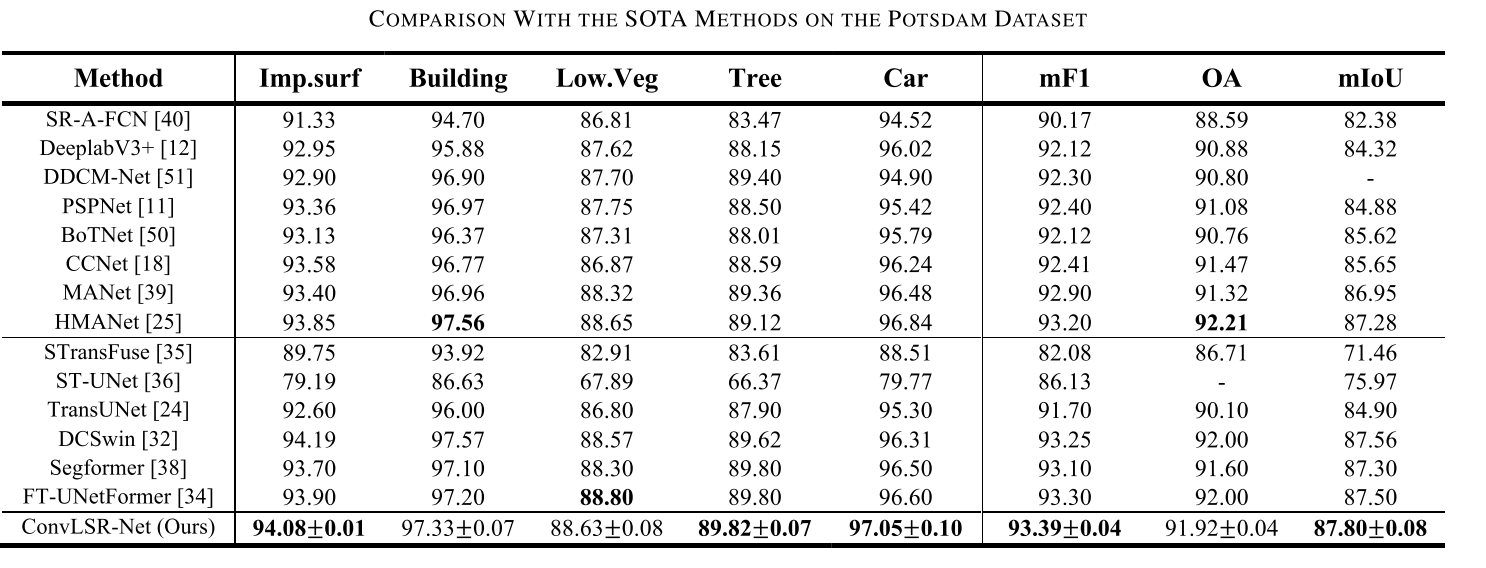 COMPARISON WITH THE SOTA METHODS ON THE POTSDAM DATASET
Method Imp.surf Building Low.Veg Tree Car mF1 OA mIoU
SR-A-FCN [40] 91.33 94.70 86.81 83.47 94.52 90.17 88.59 82.38
DeeplabV3+ [12] 92.95 95.88 87.62 88.15 96.02 92.12 90.88 84.32
DDCM-Net [51] 92.90 96.90 87.70 89.40 94.90 92.30 90.80 -
PSPNet [11] 93.36 96.97 87.75 88.50 95.42 92.40 91.08 84.88
BoTNet [50] 93.13 96.37 87.31 88.01 95.79 92.12 90.76 85.62
CCNet [18] 93.58 96.77 86.87 88.59 96.24 92.41 91.47 85.65
MANet [39] 93.40 96.96 88.32 89.36 96.48 92.90 91.32 86.95
HMANet [25] 93.85 97.56 88.65 89.12 96.84 93.20 92.21 87.28
STransFuse [35] 89.75 93.92 82.91 83.61 88.51 82.08 86.71 71.46
ST-UNet [36] 79.19 86.63 67.89 66.37 79.77 86.13 - 75.97
TransUNet [24] 92.60 96.00 86.80 87.90 95.30 91.70 90.10 84.90
DCSwin [32] 94.19 97.57 88.57 89.62 96.31 93.25 92.00 87.56
Segformer [38] 93.70 97.10 88.30 89.80 96.50 93.10 91.60 87.30
FT-UNetFormer [34] 93.90 97.20 88.80 89.80 96.60 93.30 92.00 87.50
ConvLSR-Net (Ours) 94.08±0.01 97.33±0.07 88.63±0.08 89.82±0.07 97.05±0.10 93.39±0.04 91.92±0.04 87.80±0.08